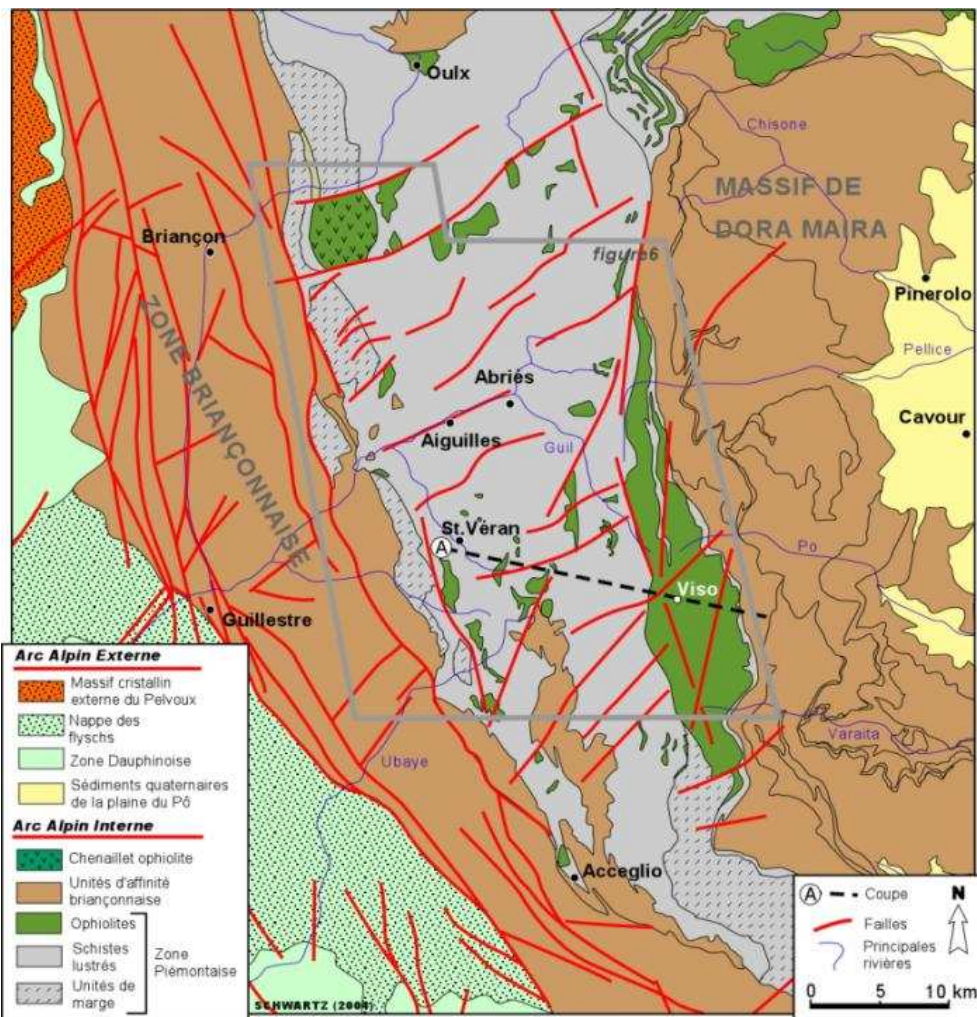 Oulx
Chisone
MASSIF DE
DORA MAIRA
Briançon
figure6
Pinerolo
ZONE BRIANÇONNAISE
Pellice
Abriès
Cavour
Aiguilles
Guil
St.Véran
A
Po
Viso
Guillestre
Arc Alpin Externe
Massif cristallin
externe du Pelvoux
Nappe des
flyschs
Zone Dauphinoise
Sédiments quaternaires
de la plaine du Pô
Arc Alpin Interne
Chenaillet ophiolite
Unités d'affinité
briançonnaise
Ophiolites
Schistes
lustrés
Unités de
marge
Zone
Piémontaise
Varaita
Ubaye
Acceglio
SCHWARTZ (2004)
A Coupe N
Failles
Principales
rivières
0 5 10 km